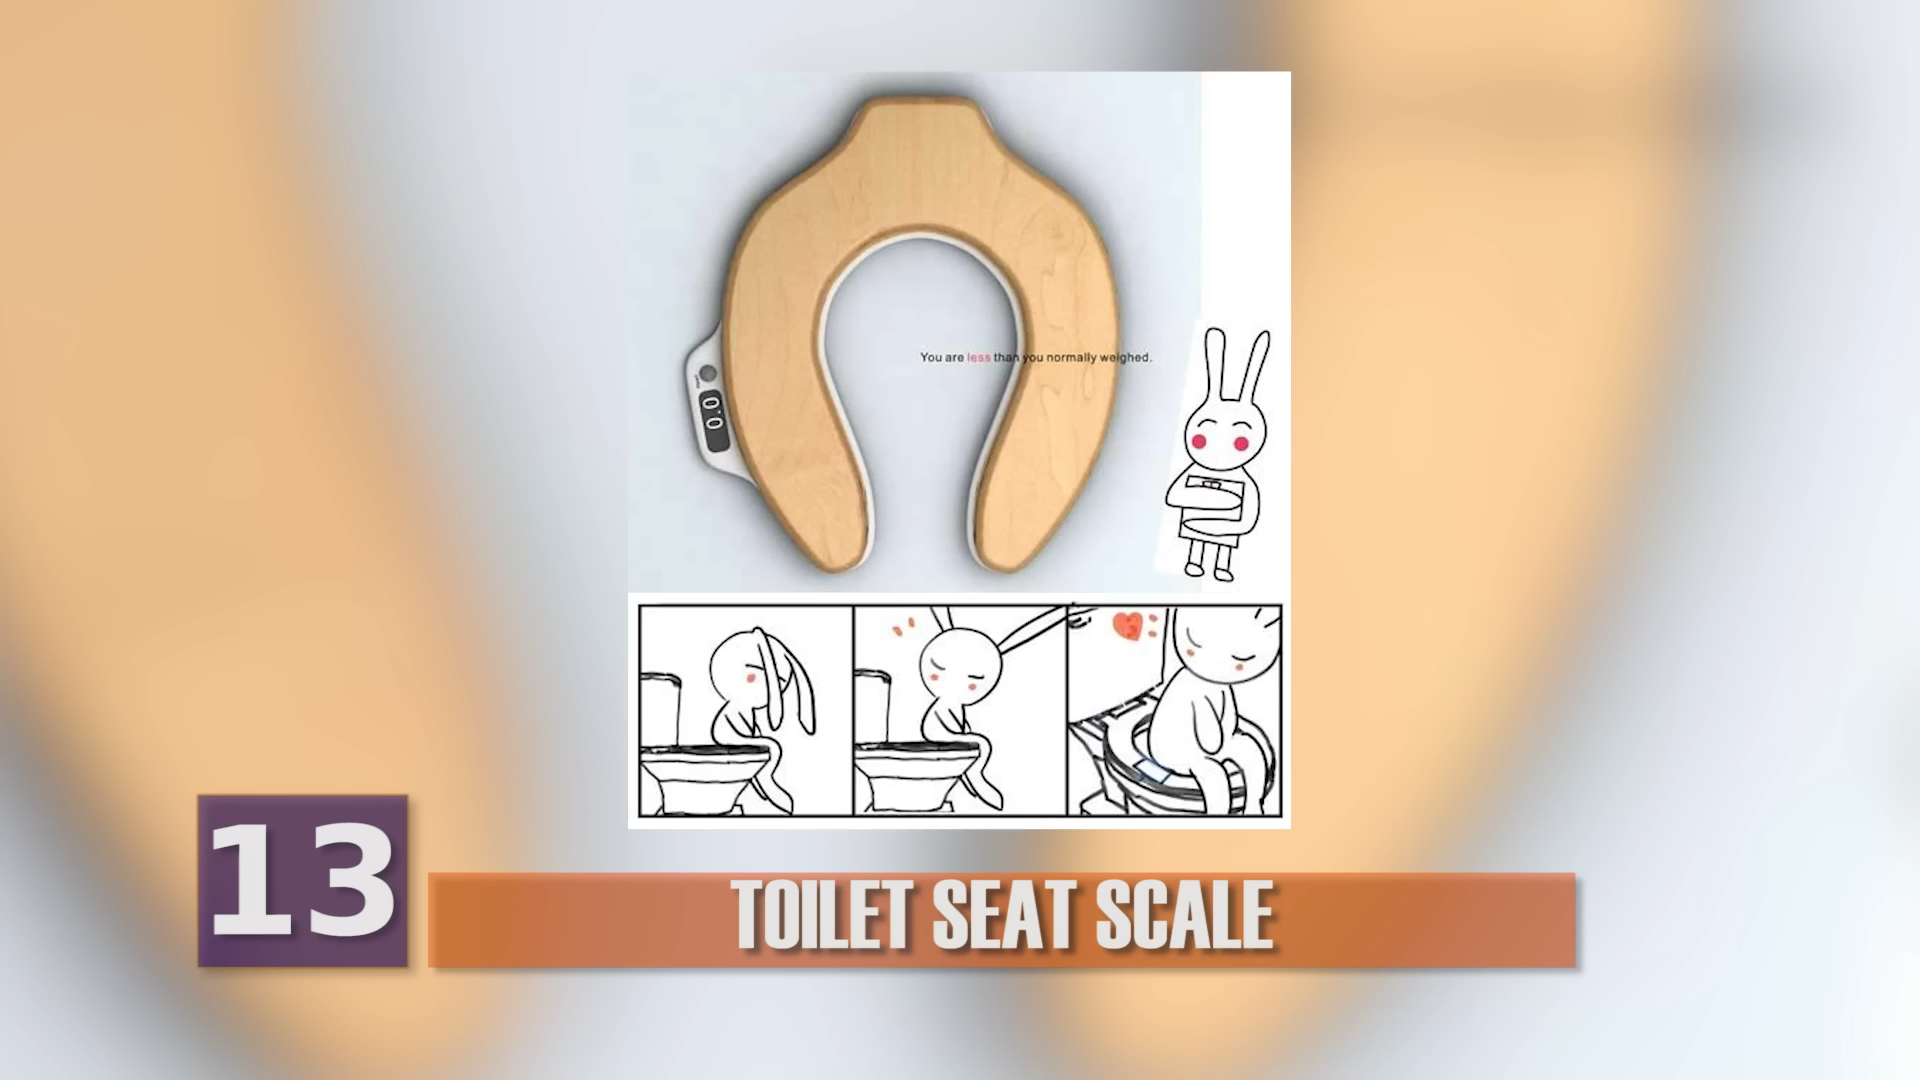 You are less than you normally weighed.
0.0
13
TOILET SEAT SCALE